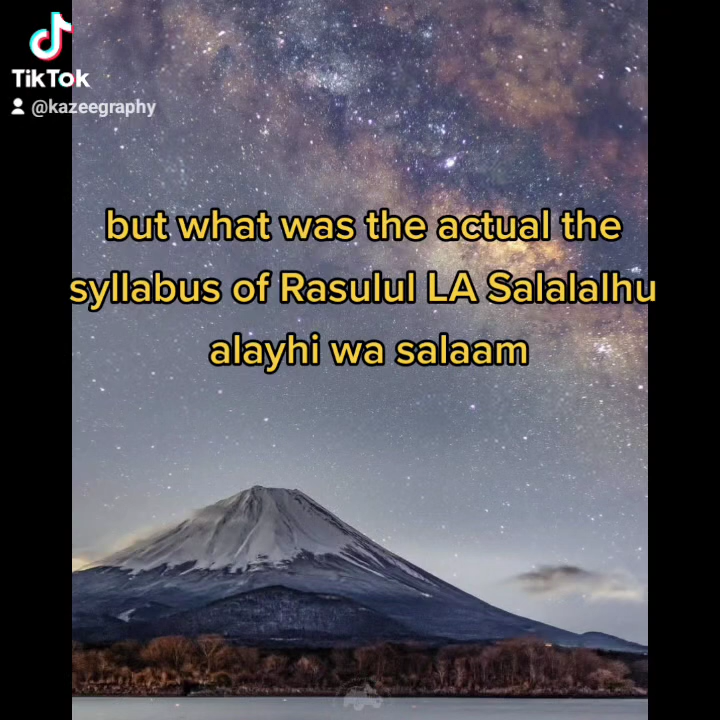 TikTok
@kazeegraphy
but what was the actual the
syllabus of Rasulul LA Salalalhu
alayhi wa salaam